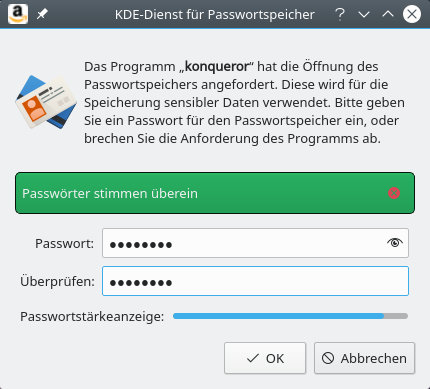 KDE-Dienst für Passwortspeicher
Das Programm „konqueror“ hat die Öffnung des
Passwortspeichers angefordert. Diese wird für die
Speicherung sensibler Daten verwendet. Bitte geben
Sie ein Passwort für den Passwortspeicher ein, oder
brechen Sie die Anforderung des Programms ab.
Passwörter stimmen überein
Passwort: ●●●●●●●●
Überprüfen: ●●●●●●●●
Passwortstärkeanzeige:
OK Abbrechen